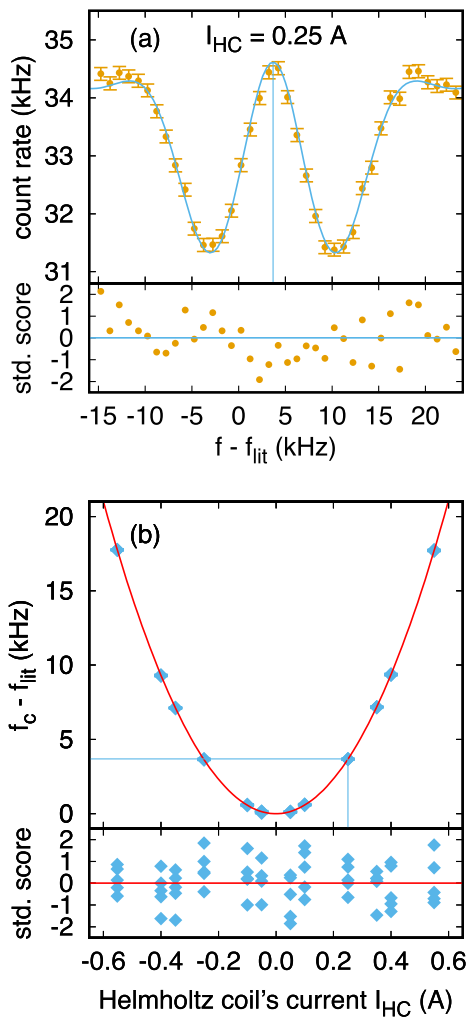 (a) I_HC = 0.25 A
35
34
33
32
31
count rate (kHz)
2
1
0
-1
-2
std. score
-15 -10 -5 0 5 10 15 20
f - f_lit (kHz)
(b)
20
15
10
5
0
f_c - f_lit (kHz)
2
1
0
-1
-2
std. score
-0.6 -0.4 -0.2 0.0 0.2 0.4 0.6
Helmholtz coil's current I_HC (A)